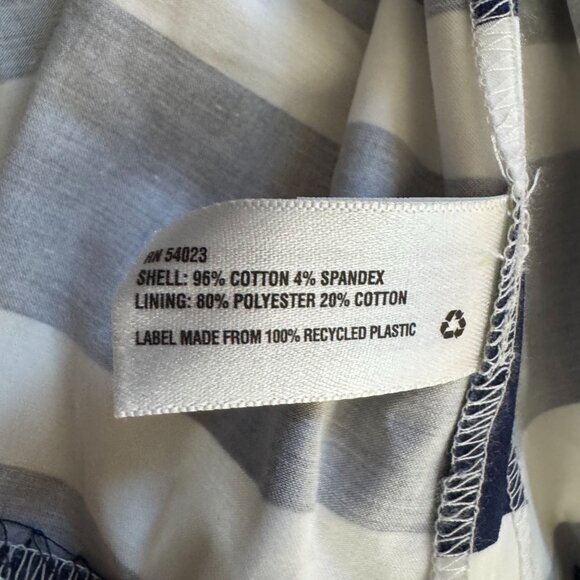 RN 54023
SHELL: 96% COTTON 4% SPANDEX
LINING: 80% POLYESTER 20% COTTON
LABEL MADE FROM 100% RECYCLED PLASTIC